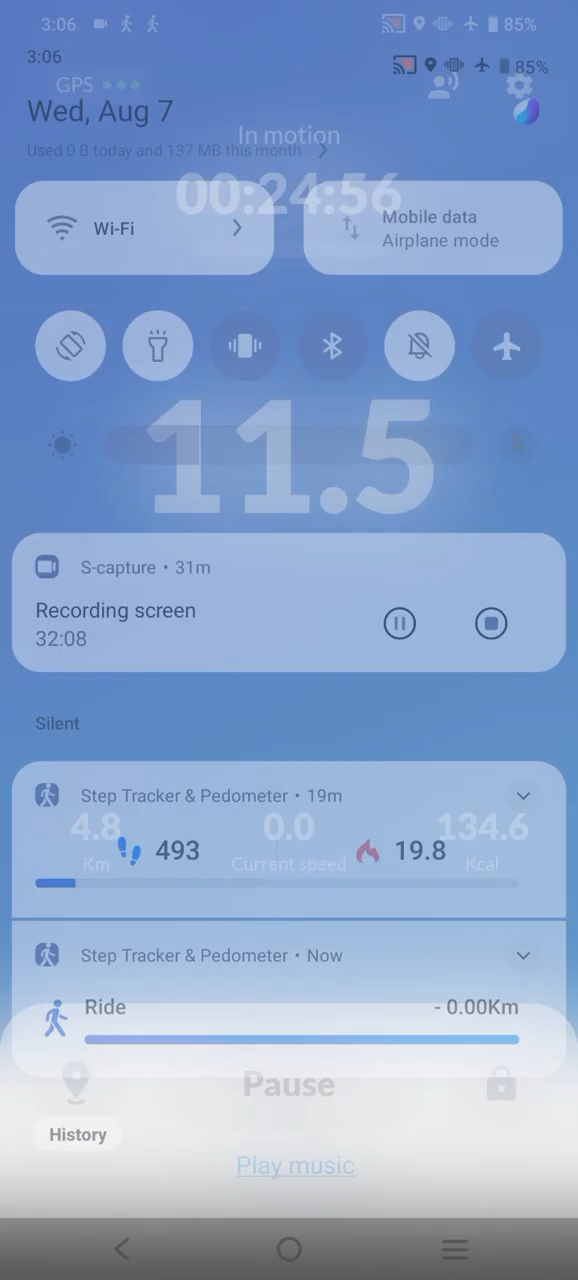 3:06 85%
3:06 85%
GPS
Wed, Aug 7
In motion
Used 0 B today and 137 MB this month
00:24:56
Wi-Fi
Mobile data
Airplane mode
11.5
A
S-capture • 31m
Recording screen
32:08
Silent
Step Tracker & Pedometer • 19m
4.8 0.0 134.6
493 19.8
Km Current speed Kcal
Step Tracker & Pedometer • Now
Ride - 0.00Km
Pause
History
Play music